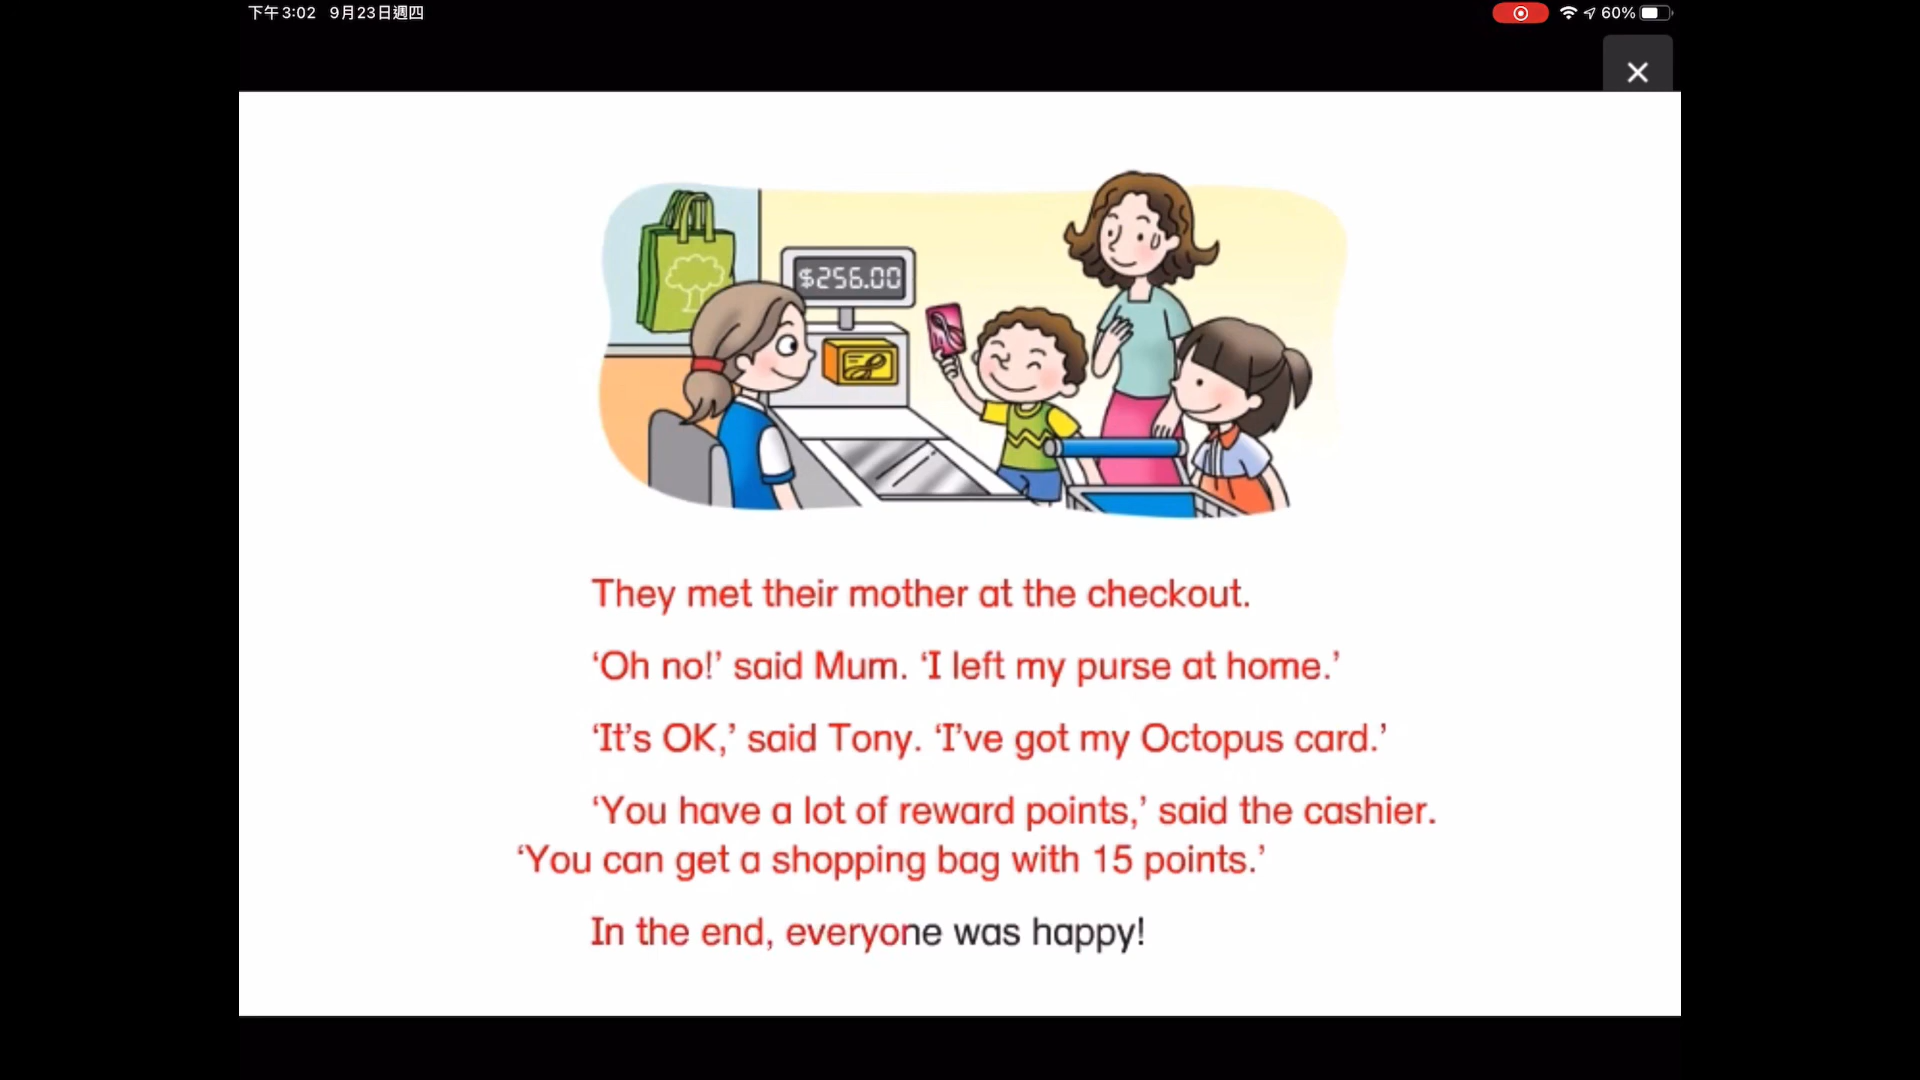 下午3:02 9月23日週四
60%
$256.00
They met their mother at the checkout.
‘Oh no!’ said Mum. ‘I left my purse at home.’
‘It’s OK,’ said Tony. ‘I’ve got my Octopus card.’
‘You have a lot of reward points,’ said the cashier.
‘You can get a shopping bag with 15 points.’
In the end, everyone was happy!